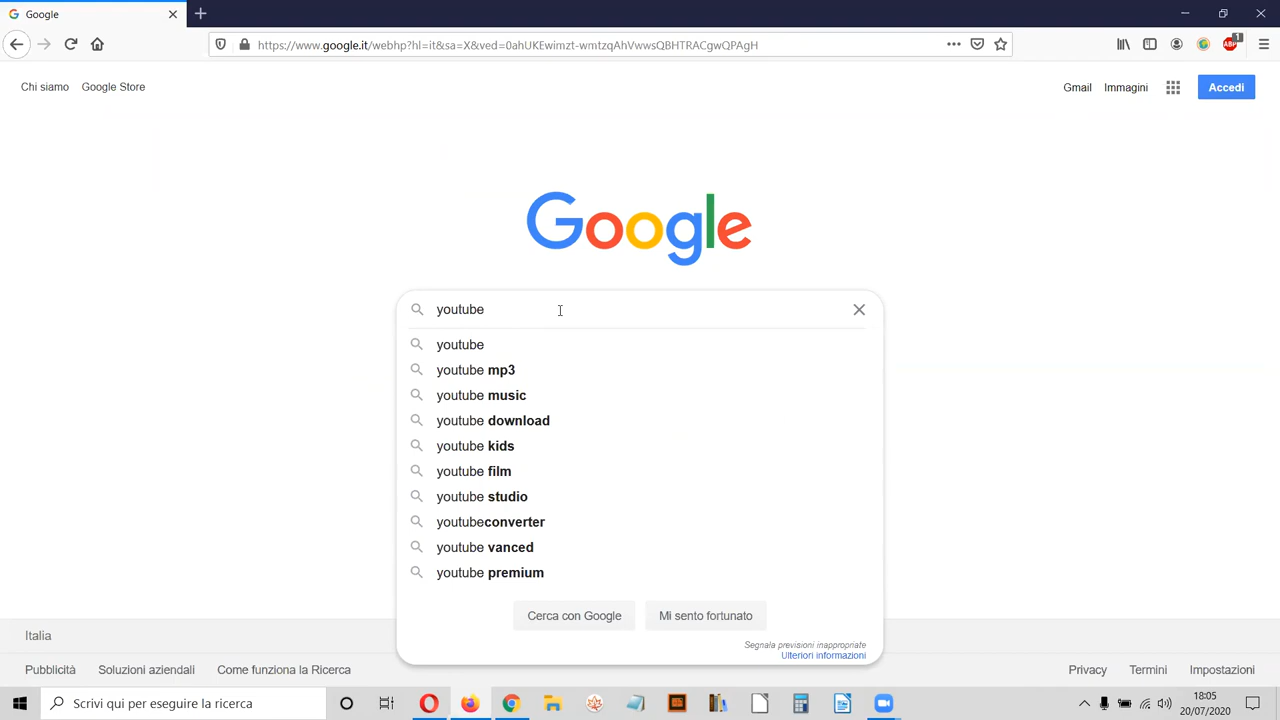 Google
https://www.google.it/webhp?hl=it&sa=X&ved=0ahUKEwimzt-wmtzqAhVwwsQBHTRACgwQPAgH
ABP
1
Chi siamo Google Store
Gmail Immagini Accedi
Google
youtube
youtube
youtube mp3
youtube music
youtube download
youtube kids
youtube film
youtube studio
youtubeconverter
youtube vanced
youtube premium
Cerca con Google Mi sento fortunato
Segnala previsioni inappropriate
Ulteriori informazioni
Italia
Pubblicità Soluzioni aziendali Come funziona la Ricerca Privacy Termini Impostazioni
Scrivi qui per eseguire la ricerca
18:05
20/07/2020